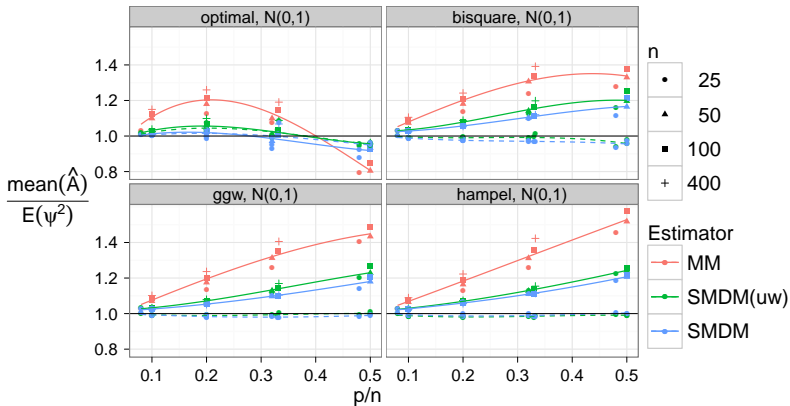 optimal, N(0,1)
bisquare, N(0,1)
1.4
1.2
1.0
0.8
ggw, N(0,1)
hampel, N(0,1)
1.4
1.2
1.0
0.8
0.1 0.2 0.3 0.4 0.5
0.1 0.2 0.3 0.4 0.5
p/n
mean(Â)
E(ψ²)
n
25
50
100
400
Estimator
MM
SMDM(uw)
SMDM